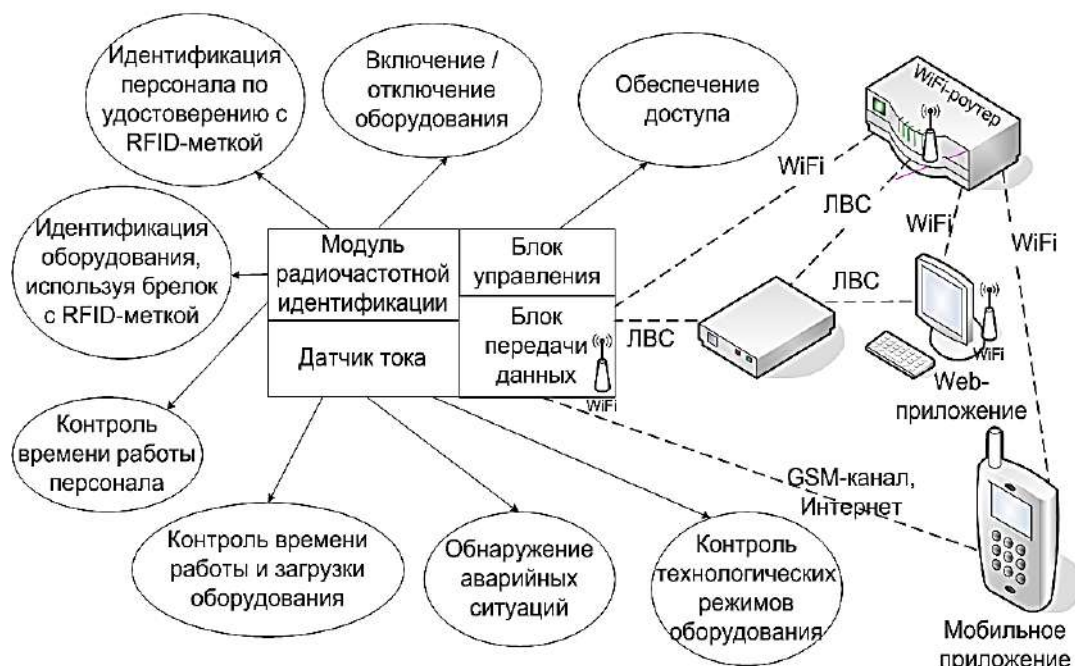 Идентификация
персонала по
удостоверению с
RFID-меткой
Включение /
отключение
оборудования
Обеспечение
доступа
WiFi-роутер
WiFi
ЛВС
WiFi
WiFi
Идентификация
оборудования,
используя брелок
с RFID-меткой
Модуль
радиочастотной
идентификации
Блок
управления
Датчик тока
Блок
передачи
данных
WiFi
ЛВС
ЛВС
WiFi
Web-
приложение
Контроль
времени работы
персонала
GSM-канал,
Интернет
Контроль времени
работы и загрузки
оборудования
Обнаружение
аварийных
ситуаций
Контроль
технологических
режимов
оборудования
Мобильное
приложение